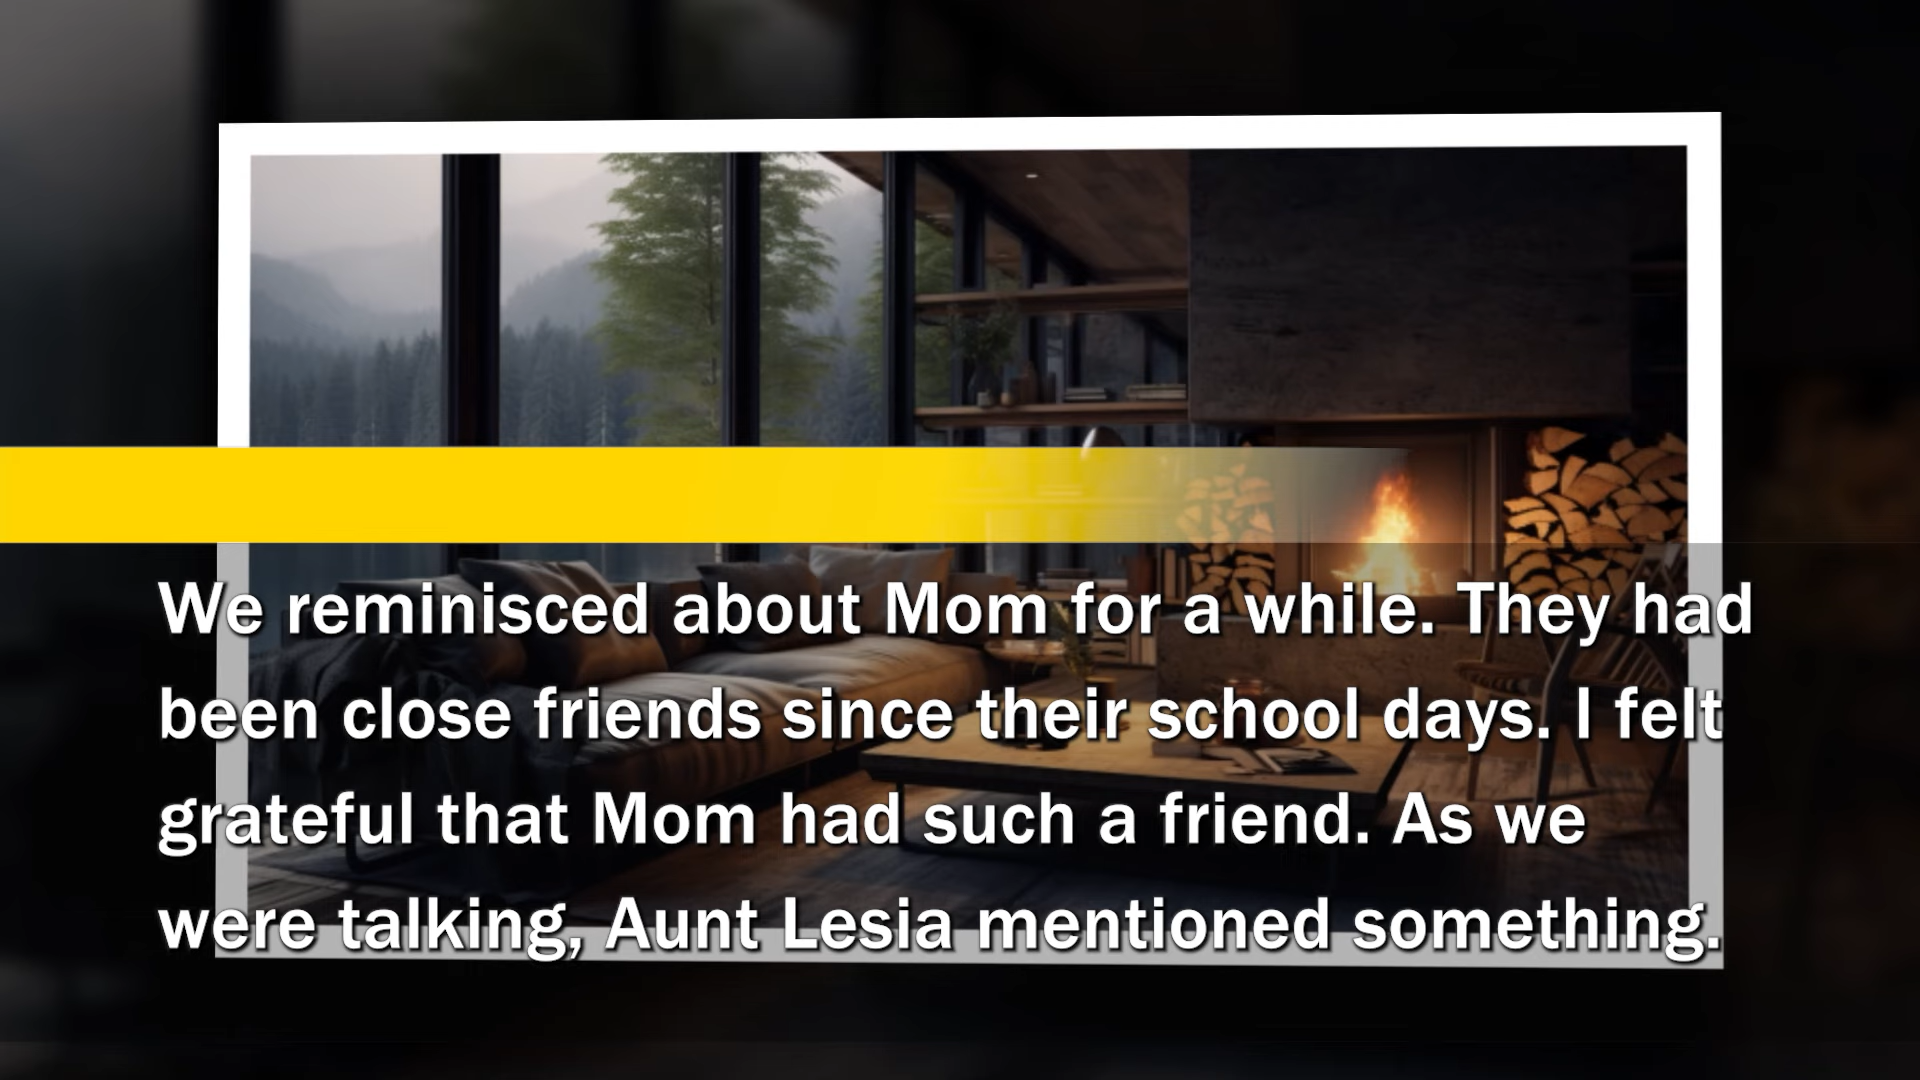 We reminisced about Mom for a while. They had
been close friends since their school days. I felt
grateful that Mom had such a friend. As we
were talking, Aunt Lesia mentioned something.